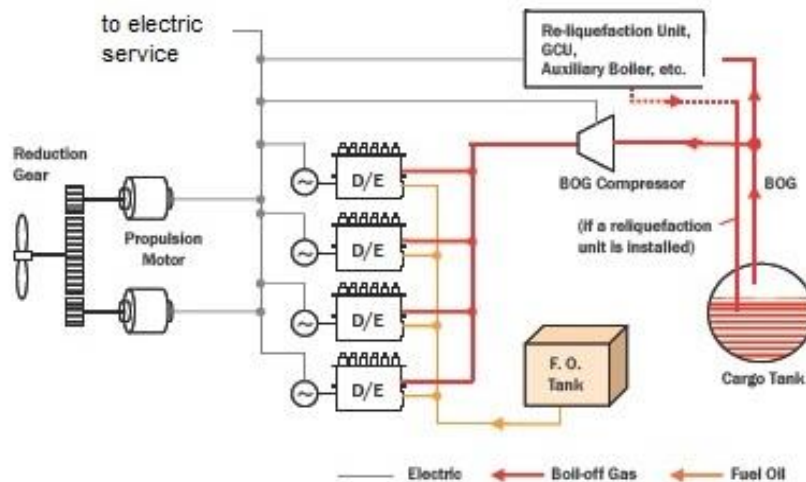 to electric
service
Re-liquefaction Unit,
GCU,
Auxiliary Boiler, etc.
Reduction
Gear
D/E
BOG Compressor
BOG
Propulsion
Motor
D/E
(if a reliquefaction
unit is installed)
D/E
D/E
F. O.
Tank
Cargo Tank
Electric
Boil-off Gas
Fuel Oil